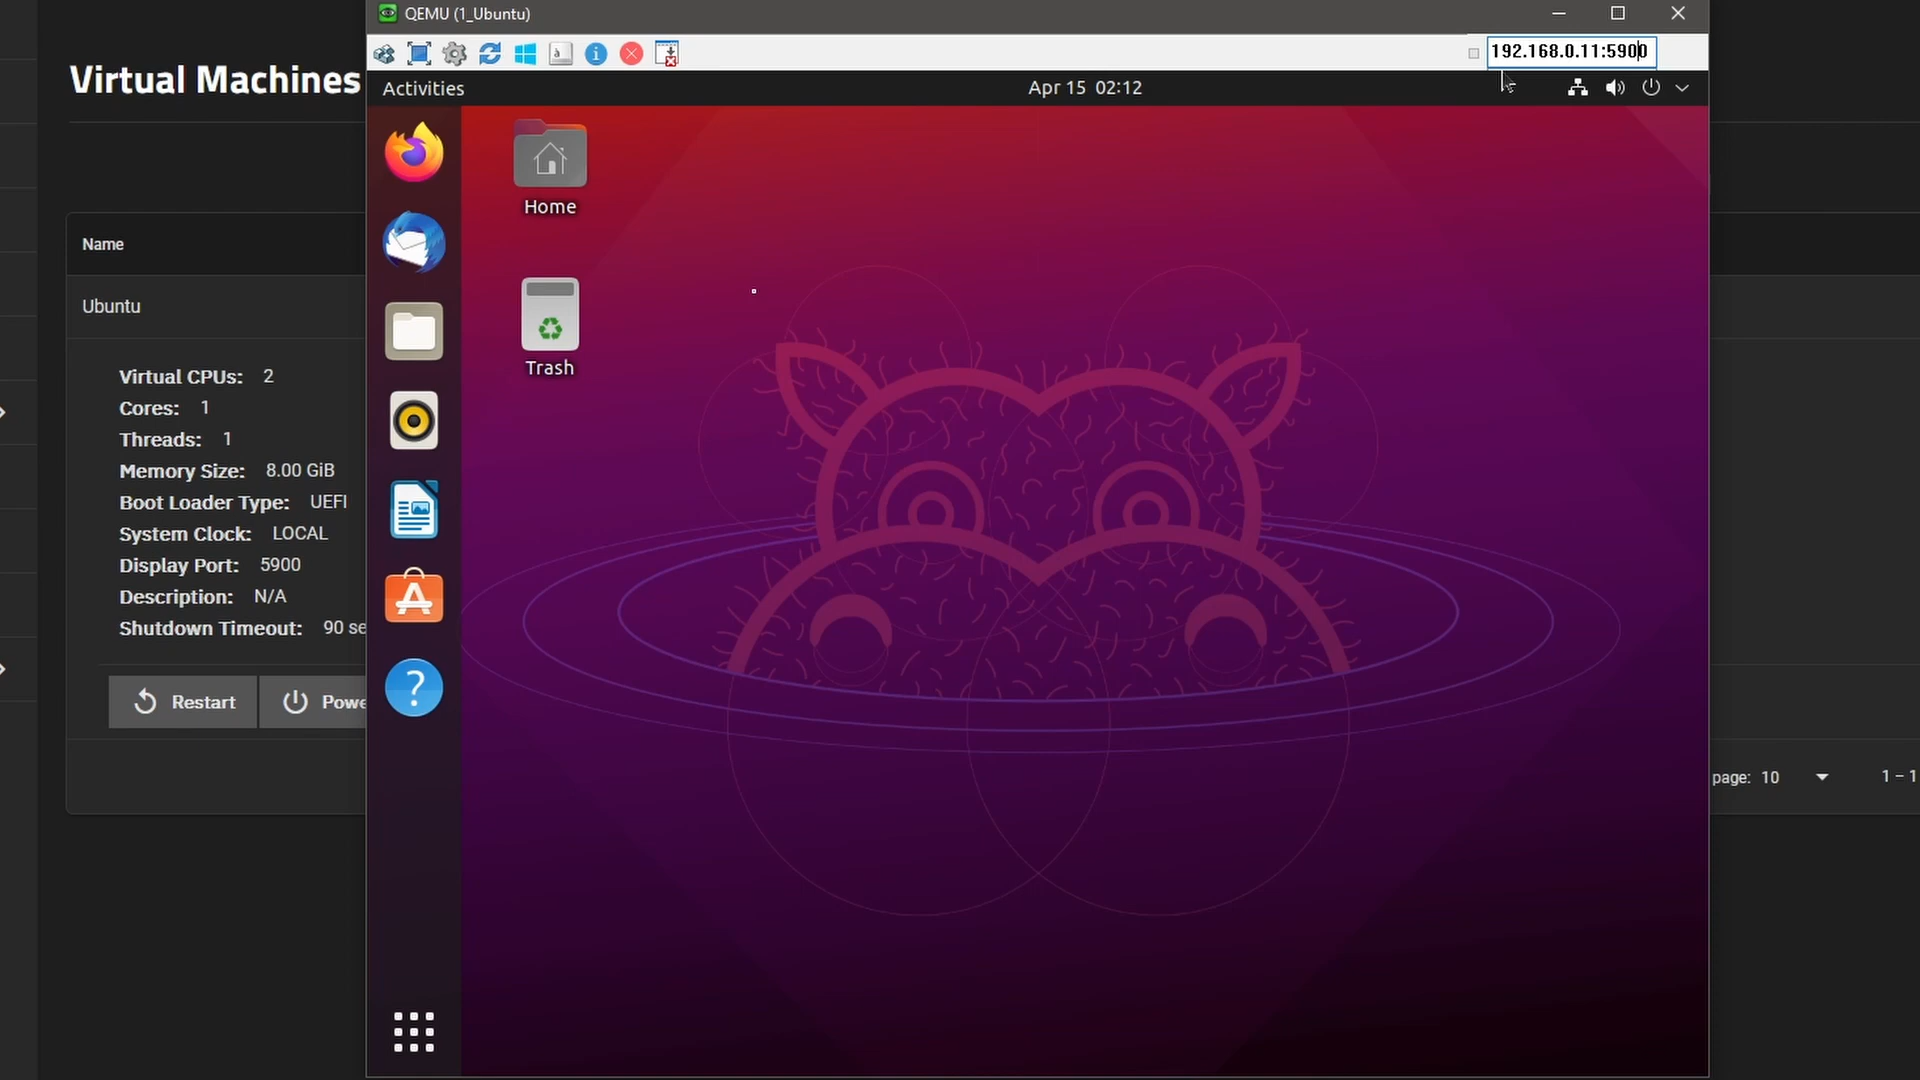 QEMU (1_Ubuntu)
192.168.0.11:5900
Virtual Machines
Activities
Apr 15 02:12
Home
Trash
Name
Ubuntu
Virtual CPUs: 2
Cores: 1
Threads: 1
Memory Size: 8.00 GiB
Boot Loader Type: UEFI
System Clock: LOCAL
Display Port: 5900
Description: N/A
Shutdown Timeout: 90 se
Restart
Powe
page: 10
1 – 1